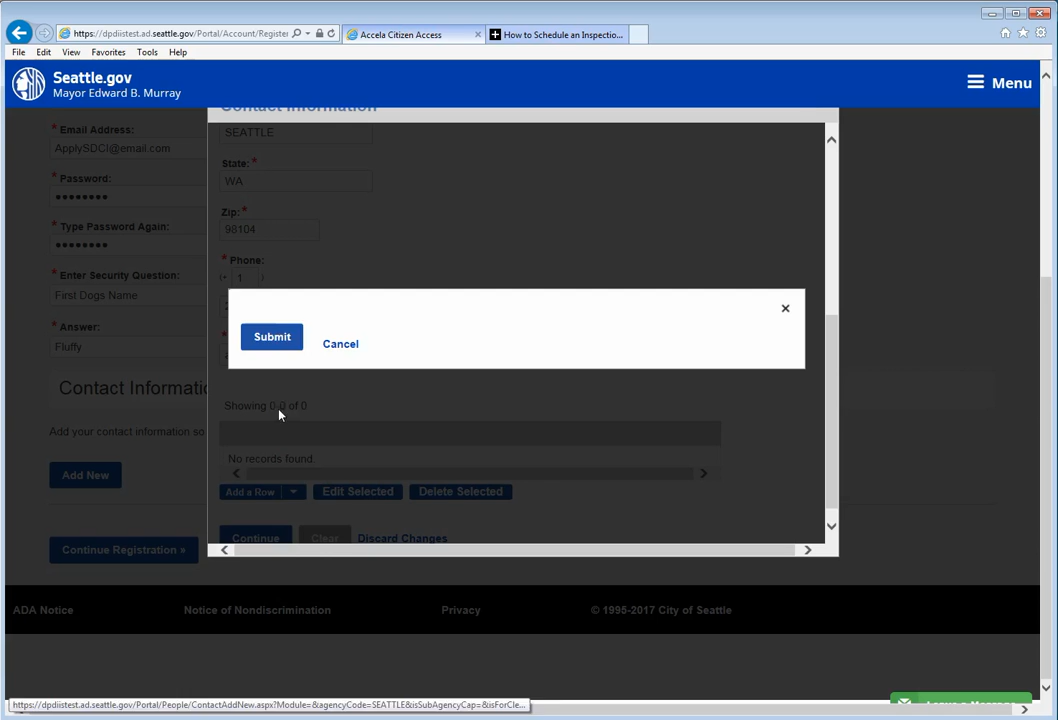 https://dpdiistest.ad.seattle.gov/Portal/Account/Register
Accela Citizen Access
How to Schedule an Inspectio...
File Edit View Favorites Tools Help
Seattle.gov
Mayor Edward B. Murray
Menu
Contact Information
* Email Address:
ApplySDCI@email.com
* Password:
* Type Password Again:
* Enter Security Question:
First Dogs Name
* Answer:
Fluffy
Contact Informatio
Add your contact information so
Add New
Continue Registration »
SEATTLE
State: *
WA
Zip: *
98104
* Phone:
(+ 1 )
Submit
Cancel
Showing 0-0 of 0
No records found.
Add a Row Edit Selected Delete Selected
Continue Clear Discard Changes
ADA Notice Notice of Nondiscrimination Privacy © 1995-2017 City of Seattle
https://dpdiistest.ad.seattle.gov/Portal/People/ContactAddNew.aspx?Module=&agencyCode=SEATTLE&isSubAgencyCap=&isForCle...
Leave a Message